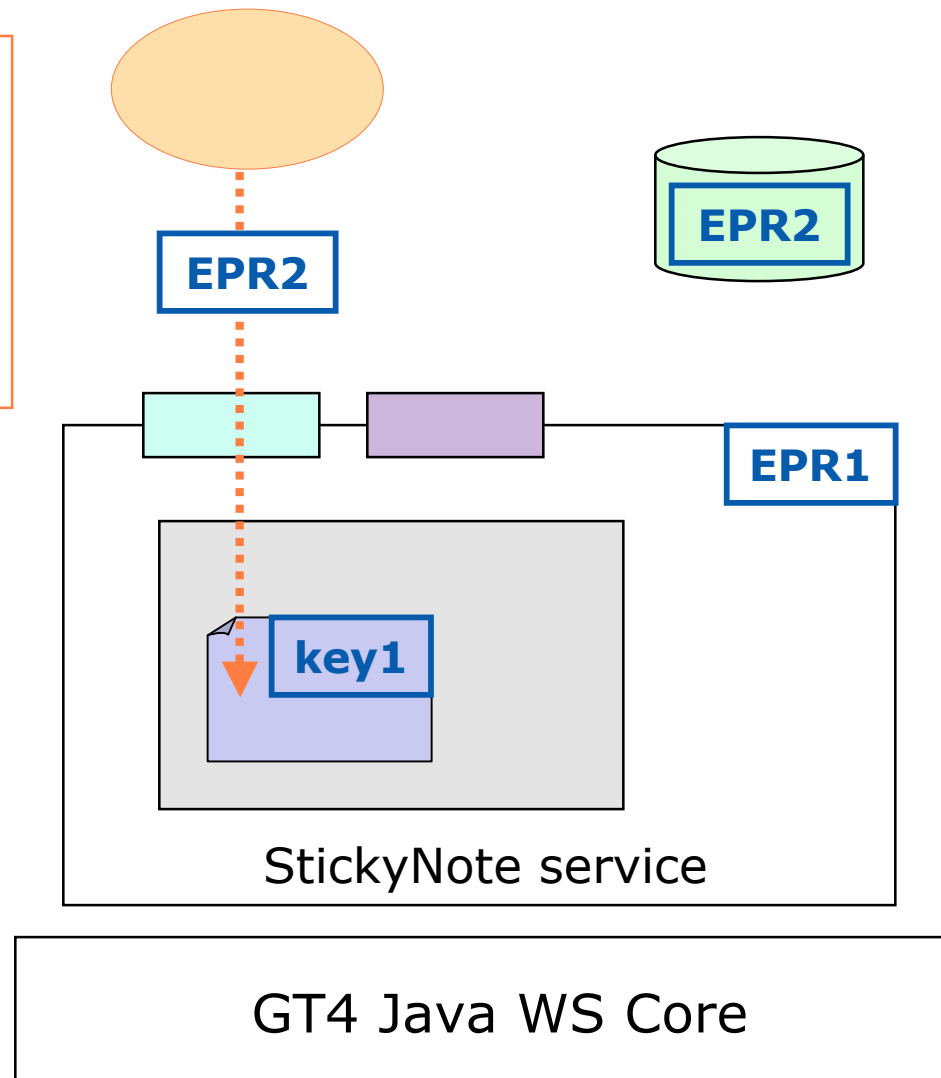 EPR2
EPR2
EPR1
key1
StickyNote service
GT4 Java WS Core